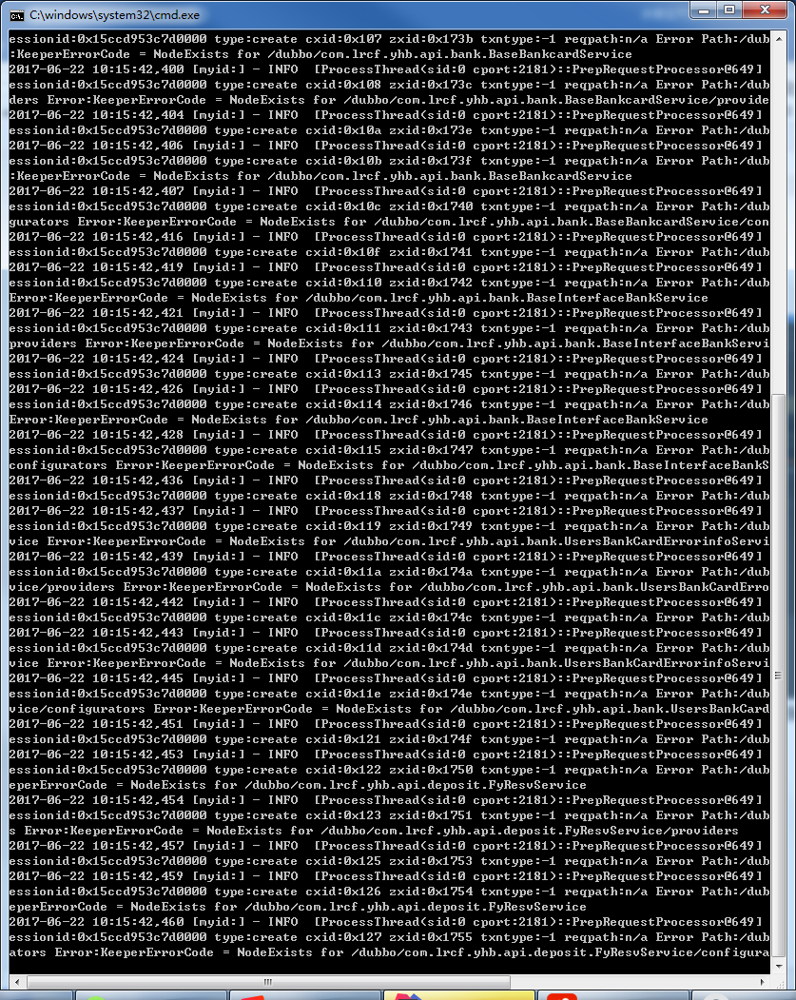 C:\windows\system32\cmd.exe
essionid:0x15ccd953c7d0000 type:create cxid:0x107 zxid:0x173b txntype:-1 reqpath:n/a Error Path:/dub
:KeeperErrorCode = NodeExists for /dubbo/com.lrcf.yhb.api.bank.BaseBankcardService
2017-06-22 10:15:42,400 [myid:] - INFO  [ProcessThread(sid:0 cport:2181)::PrepRequestProcessor@649]
essionid:0x15ccd953c7d0000 type:create cxid:0x108 zxid:0x173c txntype:-1 reqpath:n/a Error Path:/dub
ders Error:KeeperErrorCode = NodeExists for /dubbo/com.lrcf.yhb.api.bank.BaseBankcardService/provide
2017-06-22 10:15:42,404 [myid:] - INFO  [ProcessThread(sid:0 cport:2181)::PrepRequestProcessor@649]
essionid:0x15ccd953c7d0000 type:create cxid:0x10a zxid:0x173e txntype:-1 reqpath:n/a Error Path:/dub
2017-06-22 10:15:42,406 [myid:] - INFO  [ProcessThread(sid:0 cport:2181)::PrepRequestProcessor@649]
essionid:0x15ccd953c7d0000 type:create cxid:0x10b zxid:0x173f txntype:-1 reqpath:n/a Error Path:/dub
:KeeperErrorCode = NodeExists for /dubbo/com.lrcf.yhb.api.bank.BaseBankcardService
2017-06-22 10:15:42,407 [myid:] - INFO  [ProcessThread(sid:0 cport:2181)::PrepRequestProcessor@649]
essionid:0x15ccd953c7d0000 type:create cxid:0x10c zxid:0x1740 txntype:-1 reqpath:n/a Error Path:/dub
gurators Error:KeeperErrorCode = NodeExists for /dubbo/com.lrcf.yhb.api.bank.BaseBankcardService/con
2017-06-22 10:15:42,416 [myid:] - INFO  [ProcessThread(sid:0 cport:2181)::PrepRequestProcessor@649]
essionid:0x15ccd953c7d0000 type:create cxid:0x10f zxid:0x1741 txntype:-1 reqpath:n/a Error Path:/dub
2017-06-22 10:15:42,419 [myid:] - INFO  [ProcessThread(sid:0 cport:2181)::PrepRequestProcessor@649]
essionid:0x15ccd953c7d0000 type:create cxid:0x110 zxid:0x1742 txntype:-1 reqpath:n/a Error Path:/dub
Error:KeeperErrorCode = NodeExists for /dubbo/com.lrcf.yhb.api.bank.BaseInterfaceBankService
2017-06-22 10:15:42,421 [myid:] - INFO  [ProcessThread(sid:0 cport:2181)::PrepRequestProcessor@649]
essionid:0x15ccd953c7d0000 type:create cxid:0x111 zxid:0x1743 txntype:-1 reqpath:n/a Error Path:/dub
providers Error:KeeperErrorCode = NodeExists for /dubbo/com.lrcf.yhb.api.bank.BaseInterfaceBankServi
2017-06-22 10:15:42,424 [myid:] - INFO  [ProcessThread(sid:0 cport:2181)::PrepRequestProcessor@649]
essionid:0x15ccd953c7d0000 type:create cxid:0x113 zxid:0x1745 txntype:-1 reqpath:n/a Error Path:/dub
2017-06-22 10:15:42,426 [myid:] - INFO  [ProcessThread(sid:0 cport:2181)::PrepRequestProcessor@649]
essionid:0x15ccd953c7d0000 type:create cxid:0x114 zxid:0x1746 txntype:-1 reqpath:n/a Error Path:/dub
Error:KeeperErrorCode = NodeExists for /dubbo/com.lrcf.yhb.api.bank.BaseInterfaceBankService
2017-06-22 10:15:42,428 [myid:] - INFO  [ProcessThread(sid:0 cport:2181)::PrepRequestProcessor@649]
essionid:0x15ccd953c7d0000 type:create cxid:0x115 zxid:0x1747 txntype:-1 reqpath:n/a Error Path:/dub
configurators Error:KeeperErrorCode = NodeExists for /dubbo/com.lrcf.yhb.api.bank.BaseInterfaceBankS
2017-06-22 10:15:42,436 [myid:] - INFO  [ProcessThread(sid:0 cport:2181)::PrepRequestProcessor@649]
essionid:0x15ccd953c7d0000 type:create cxid:0x118 zxid:0x1748 txntype:-1 reqpath:n/a Error Path:/dub
2017-06-22 10:15:42,437 [myid:] - INFO  [ProcessThread(sid:0 cport:2181)::PrepRequestProcessor@649]
essionid:0x15ccd953c7d0000 type:create cxid:0x119 zxid:0x1749 txntype:-1 reqpath:n/a Error Path:/dub
vice Error:KeeperErrorCode = NodeExists for /dubbo/com.lrcf.yhb.api.bank.UsersBankCardErrorinfoServi
2017-06-22 10:15:42,439 [myid:] - INFO  [ProcessThread(sid:0 cport:2181)::PrepRequestProcessor@649]
essionid:0x15ccd953c7d0000 type:create cxid:0x11a zxid:0x174a txntype:-1 reqpath:n/a Error Path:/dub
vice/providers Error:KeeperErrorCode = NodeExists for /dubbo/com.lrcf.yhb.api.bank.UsersBankCardErro
2017-06-22 10:15:42,442 [myid:] - INFO  [ProcessThread(sid:0 cport:2181)::PrepRequestProcessor@649]
essionid:0x15ccd953c7d0000 type:create cxid:0x11c zxid:0x174c txntype:-1 reqpath:n/a Error Path:/dub
2017-06-22 10:15:42,443 [myid:] - INFO  [ProcessThread(sid:0 cport:2181)::PrepRequestProcessor@649]
essionid:0x15ccd953c7d0000 type:create cxid:0x11d zxid:0x174d txntype:-1 reqpath:n/a Error Path:/dub
vice Error:KeeperErrorCode = NodeExists for /dubbo/com.lrcf.yhb.api.bank.UsersBankCardErrorinfoServi
2017-06-22 10:15:42,445 [myid:] - INFO  [ProcessThread(sid:0 cport:2181)::PrepRequestProcessor@649]
essionid:0x15ccd953c7d0000 type:create cxid:0x11e zxid:0x174e txntype:-1 reqpath:n/a Error Path:/dub
vice/configurators Error:KeeperErrorCode = NodeExists for /dubbo/com.lrcf.yhb.api.bank.UsersBankCard
2017-06-22 10:15:42,451 [myid:] - INFO  [ProcessThread(sid:0 cport:2181)::PrepRequestProcessor@649]
essionid:0x15ccd953c7d0000 type:create cxid:0x121 zxid:0x174f txntype:-1 reqpath:n/a Error Path:/dub
2017-06-22 10:15:42,453 [myid:] - INFO  [ProcessThread(sid:0 cport:2181)::PrepRequestProcessor@649]
essionid:0x15ccd953c7d0000 type:create cxid:0x122 zxid:0x1750 txntype:-1 reqpath:n/a Error Path:/dub
eperErrorCode = NodeExists for /dubbo/com.lrcf.yhb.api.deposit.FyResvService
2017-06-22 10:15:42,454 [myid:] - INFO  [ProcessThread(sid:0 cport:2181)::PrepRequestProcessor@649]
essionid:0x15ccd953c7d0000 type:create cxid:0x123 zxid:0x1751 txntype:-1 reqpath:n/a Error Path:/dub
s Error:KeeperErrorCode = NodeExists for /dubbo/com.lrcf.yhb.api.deposit.FyResvService/providers
2017-06-22 10:15:42,457 [myid:] - INFO  [ProcessThread(sid:0 cport:2181)::PrepRequestProcessor@649]
essionid:0x15ccd953c7d0000 type:create cxid:0x125 zxid:0x1753 txntype:-1 reqpath:n/a Error Path:/dub
2017-06-22 10:15:42,459 [myid:] - INFO  [ProcessThread(sid:0 cport:2181)::PrepRequestProcessor@649]
essionid:0x15ccd953c7d0000 type:create cxid:0x126 zxid:0x1754 txntype:-1 reqpath:n/a Error Path:/dub
eperErrorCode = NodeExists for /dubbo/com.lrcf.yhb.api.deposit.FyResvService
2017-06-22 10:15:42,460 [myid:] - INFO  [ProcessThread(sid:0 cport:2181)::PrepRequestProcessor@649]
essionid:0x15ccd953c7d0000 type:create cxid:0x127 zxid:0x1755 txntype:-1 reqpath:n/a Error Path:/dub
ators Error:KeeperErrorCode = NodeExists for /dubbo/com.lrcf.yhb.api.deposit.FyResvService/configura